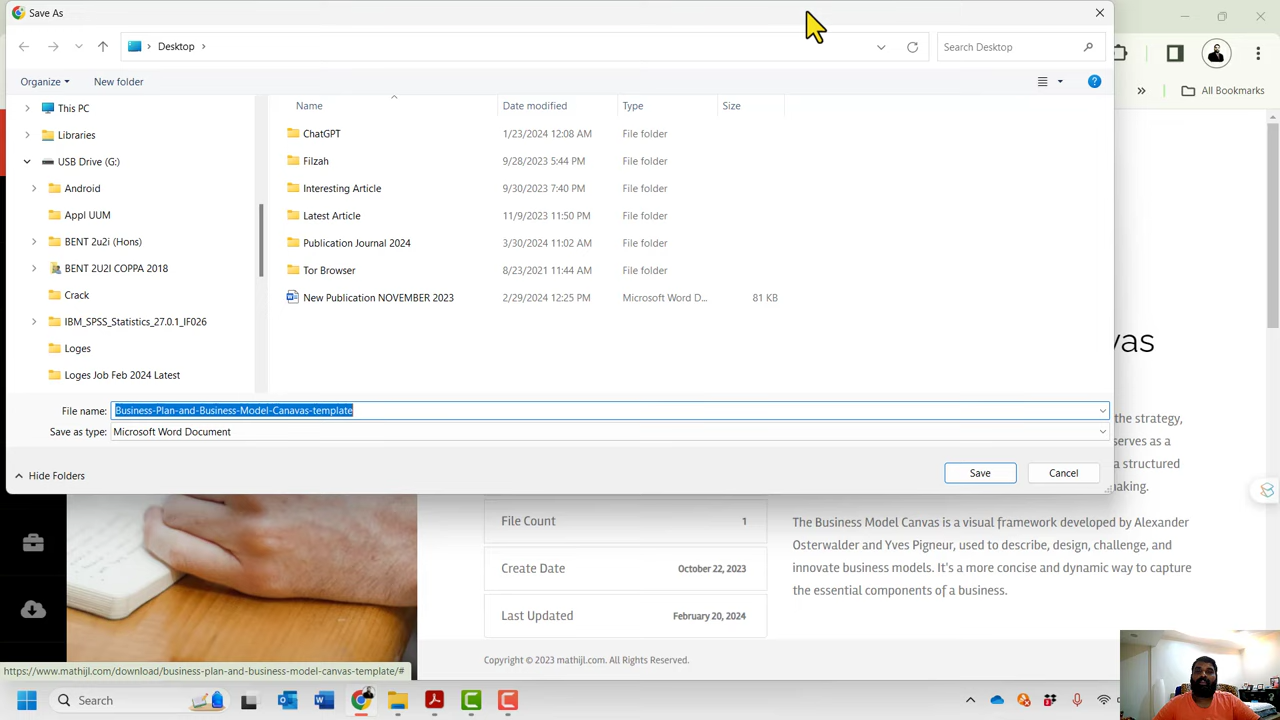 Save As
Desktop
Search Desktop
Organize
New folder
All Bookmarks
This PC
Libraries
USB Drive (G:)
Android
Appl UUM
BENT 2u2i (Hons)
BENT 2U2I COPPA 2018
Crack
IBM_SPSS_Statistics_27.0.1_IF026
Loges
Loges Job Feb 2024 Latest
Name Date modified Type Size
ChatGPT 1/23/2024 12:08 AM File folder
Filzah 9/28/2023 5:44 PM File folder
Interesting Article 9/30/2023 7:40 PM File folder
Latest Article 11/9/2023 11:50 PM File folder
Publication Journal 2024 3/30/2024 11:02 AM File folder
Tor Browser 8/23/2021 11:44 AM File folder
New Publication NOVEMBER 2023 2/29/2024 12:25 PM Microsoft Word D... 81 KB
File name: Business-Plan-and-Business-Model-Canavas-template
Save as type: Microsoft Word Document
Hide Folders
Save
Cancel
vas
the strategy,
erves as a
a structured
making.
File Count 1
Create Date October 22, 2023
Last Updated February 20, 2024
The Business Model Canvas is a visual framework developed by Alexander
Osterwalder and Yves Pigneur, used to describe, design, challenge, and
innovate business models. It's a more concise and dynamic way to capture
the essential components of a business.
Copyright © 2023 mathijl.com. All Rights Reserved.
https://www.mathijl.com/download/business-plan-and-business-model-canvas-template/#
Search